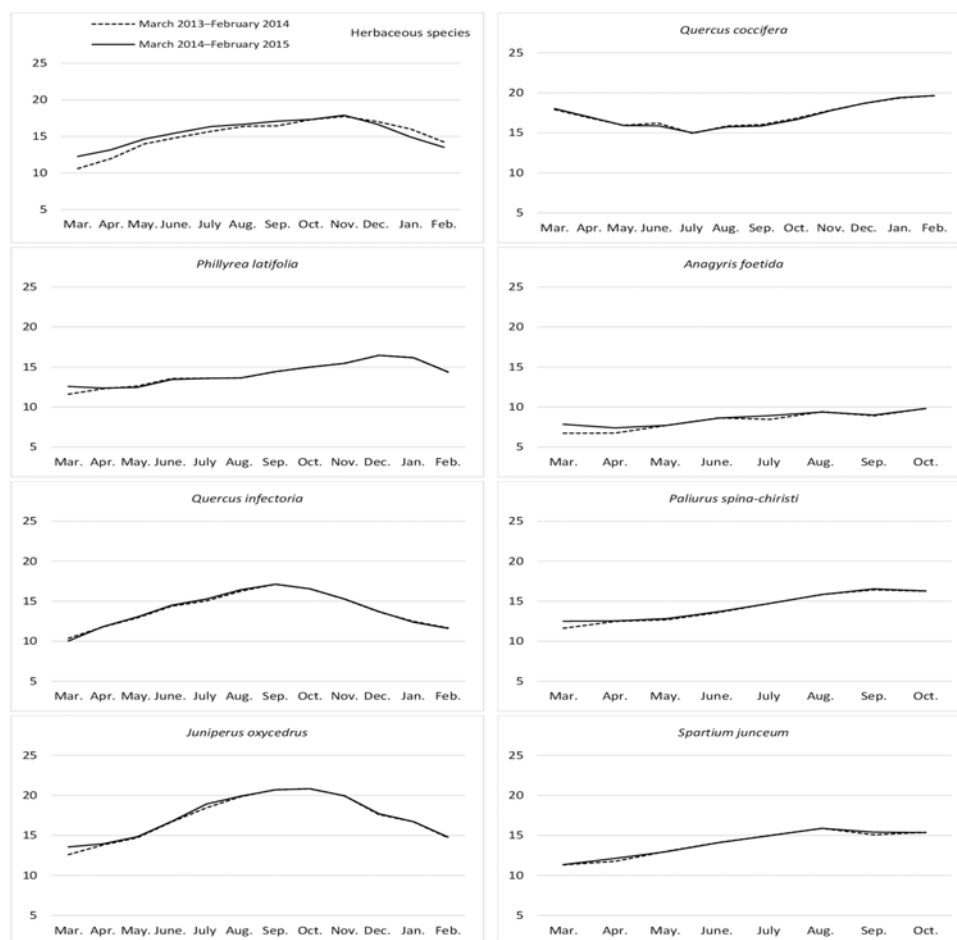 March 2013–February 2014
March 2014–February 2015
Herbaceous species
25
20
15
10
5
Mar. Apr. May. June. July Aug. Sep. Oct. Nov. Dec. Jan. Feb.
Quercus coccifera
25
20
15
10
5
Mar. Apr. May. June. July Aug. Sep. Oct. Nov. Dec. Jan. Feb.
Phillyrea latifolia
25
20
15
10
5
Mar. Apr. May. June. July Aug. Sep. Oct. Nov. Dec. Jan. Feb.
Anagyris foetida
25
20
15
10
5
Mar. Apr. May. June. July Aug. Sep. Oct.
Quercus infectoria
25
20
15
10
5
Mar. Apr. May. June. July Aug. Sep. Oct. Nov. Dec. Jan. Feb.
Paliurus spina-chiristi
25
20
15
10
5
Mar. Apr. May. June. July Aug. Sep. Oct.
Juniperus oxycedrus
25
20
15
10
5
Mar. Apr. May. June. July Aug. Sep. Oct. Nov. Dec. Jan. Feb.
Spartium junceum
25
20
15
10
5
Mar. Apr. May. June. July Aug. Sep. Oct.